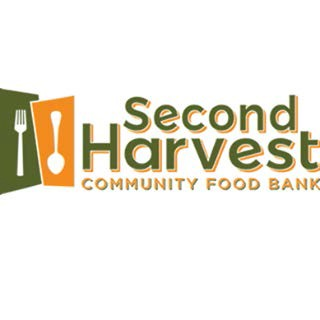 Second
Harvest
COMMUNITY FOOD BANK